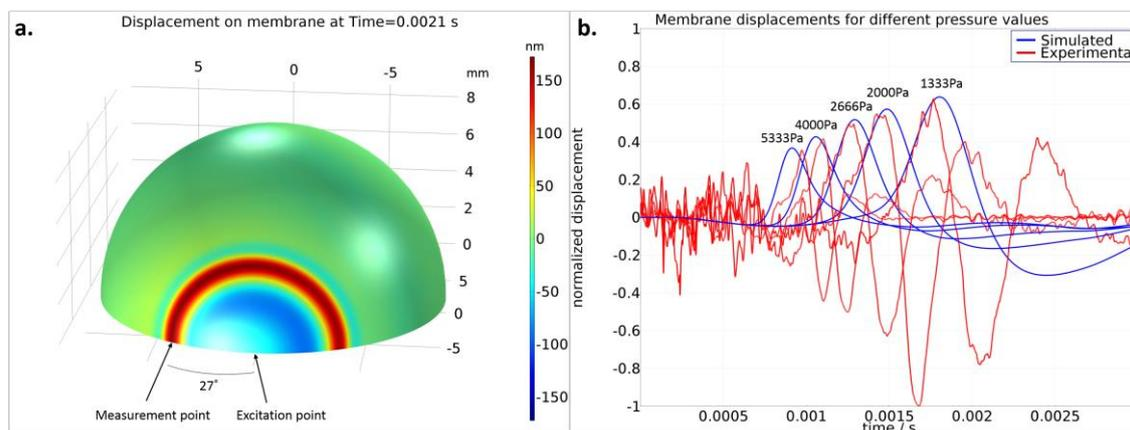 a.
Displacement on membrane at Time=0.0021 s
nm
5
0
-5
mm
8
6
4
2
0
5
0
-5
150
100
50
0
-50
-100
-150
27°
Measurement point
Excitation point
b.
Membrane displacements for different pressure values
Simulated
Experimenta
normalized displacement
1
0.8
0.6
0.4
0.2
0
-0.2
-0.4
-0.6
-0.8
-1
5333Pa
4000Pa
2666Pa
2000Pa
1333Pa
0.0005
0.001
0.0015
0.002
0.0025
time / s